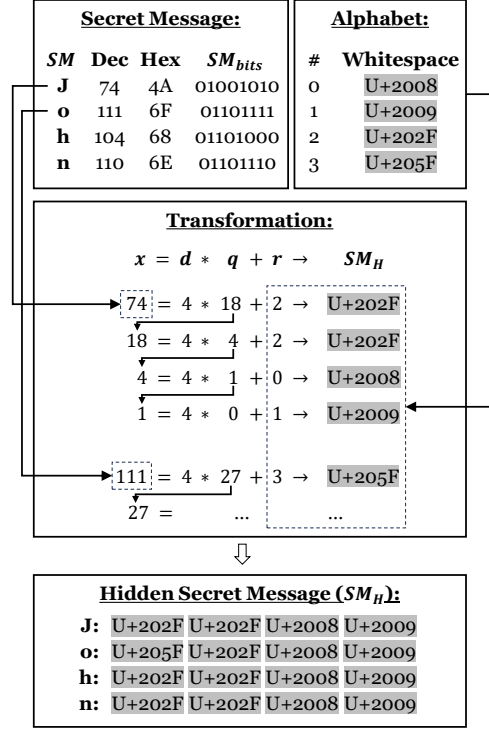 Secret Message:
SM Dec Hex SM_bits
J 74 4A 01001010
o 111 6F 01101111
h 104 68 01101000
n 110 6E 01101110
Alphabet:
# Whitespace
0 U+2008
1 U+2009
2 U+202F
3 U+205F
Transformation:
x = d * q + r → SM_H
74 = 4 * 18 + 2 → U+202F
18 = 4 * 4 + 2 → U+202F
4 = 4 * 1 + 0 → U+2008
1 = 4 * 0 + 1 → U+2009
111 = 4 * 27 + 3 → U+205F
27 = ... ...
Hidden Secret Message (SM_H):
J: U+202F U+202F U+2008 U+2009
o: U+205F U+202F U+2008 U+2009
h: U+202F U+202F U+2008 U+2009
n: U+202F U+202F U+2008 U+2009